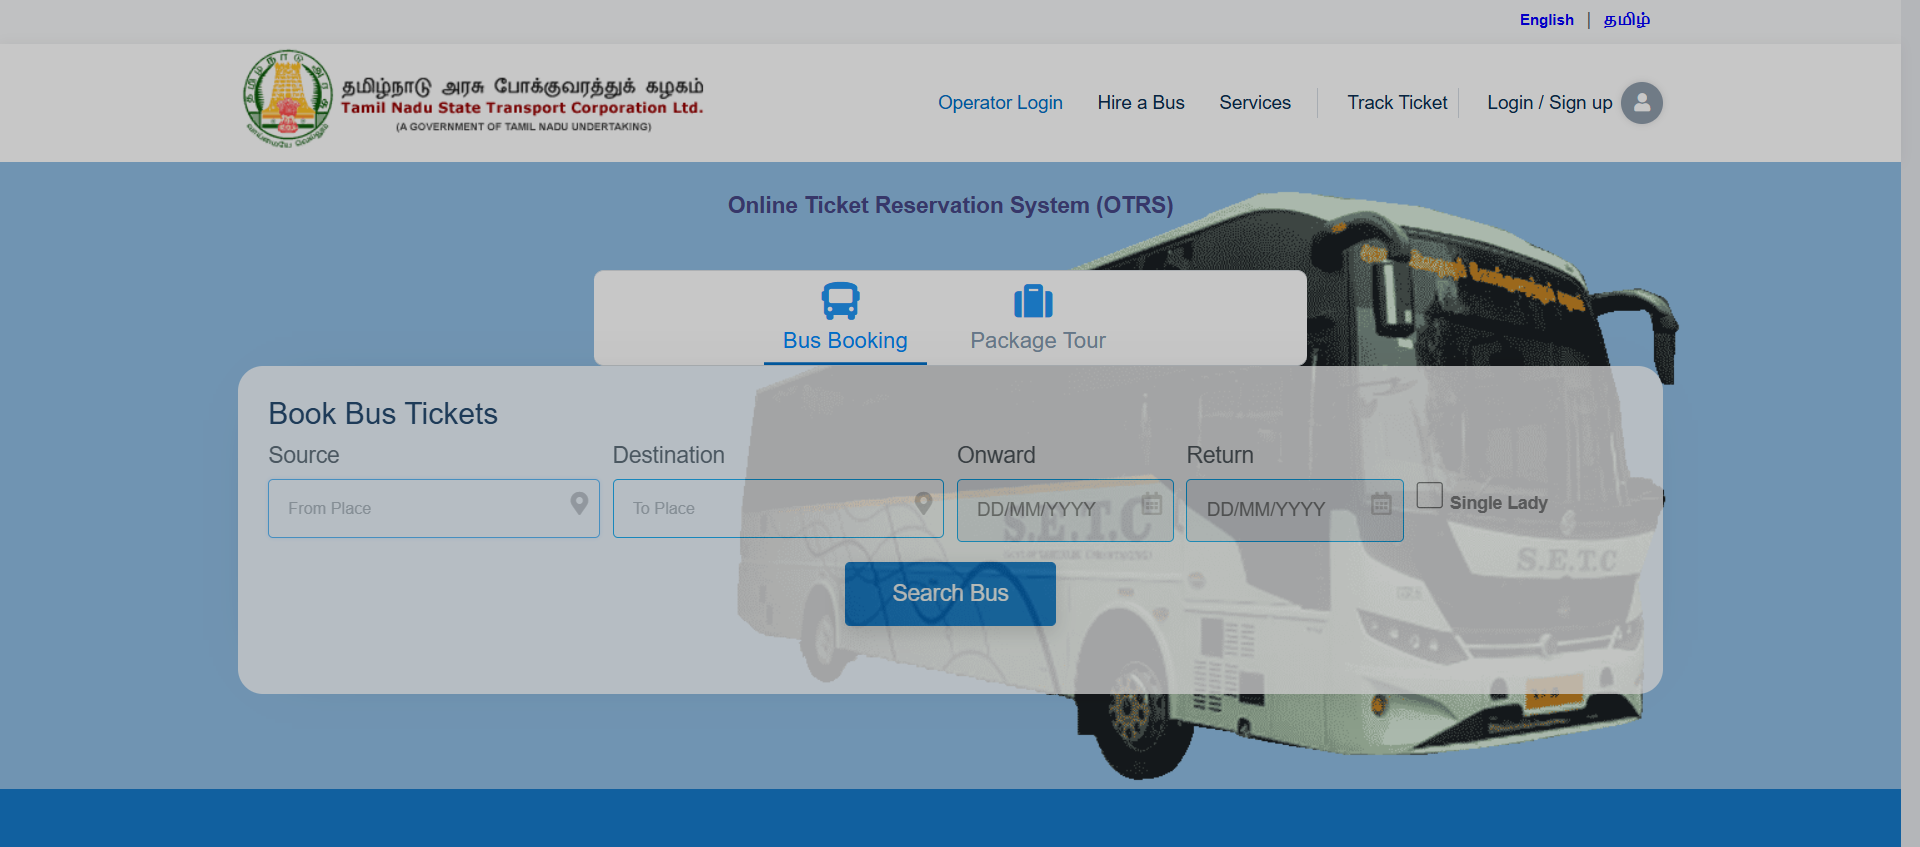 English | தமிழ்
தமிழ்நாடு அரசு போக்குவரத்துக் கழகம்
Tamil Nadu State Transport Corporation Ltd.
(A GOVERNMENT OF TAMIL NADU UNDERTAKING)
Operator Login Hire a Bus Services Track Ticket Login / Sign up
Online Ticket Reservation System (OTRS)
Bus Booking Package Tour
Book Bus Tickets
Source Destination Onward Return
From Place To Place DD/MM/YYYY DD/MM/YYYY Single Lady
S.E.T.C
S.E.T.C
Search Bus